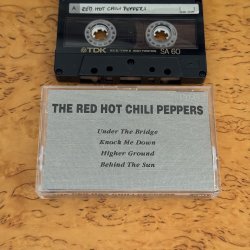 A RED HOT CHILI PEPPERS
TDK
SA 60
THE RED HOT CHILI PEPPERS
Under The Bridge
Knock Me Down
Higher Ground
Behind The Sun